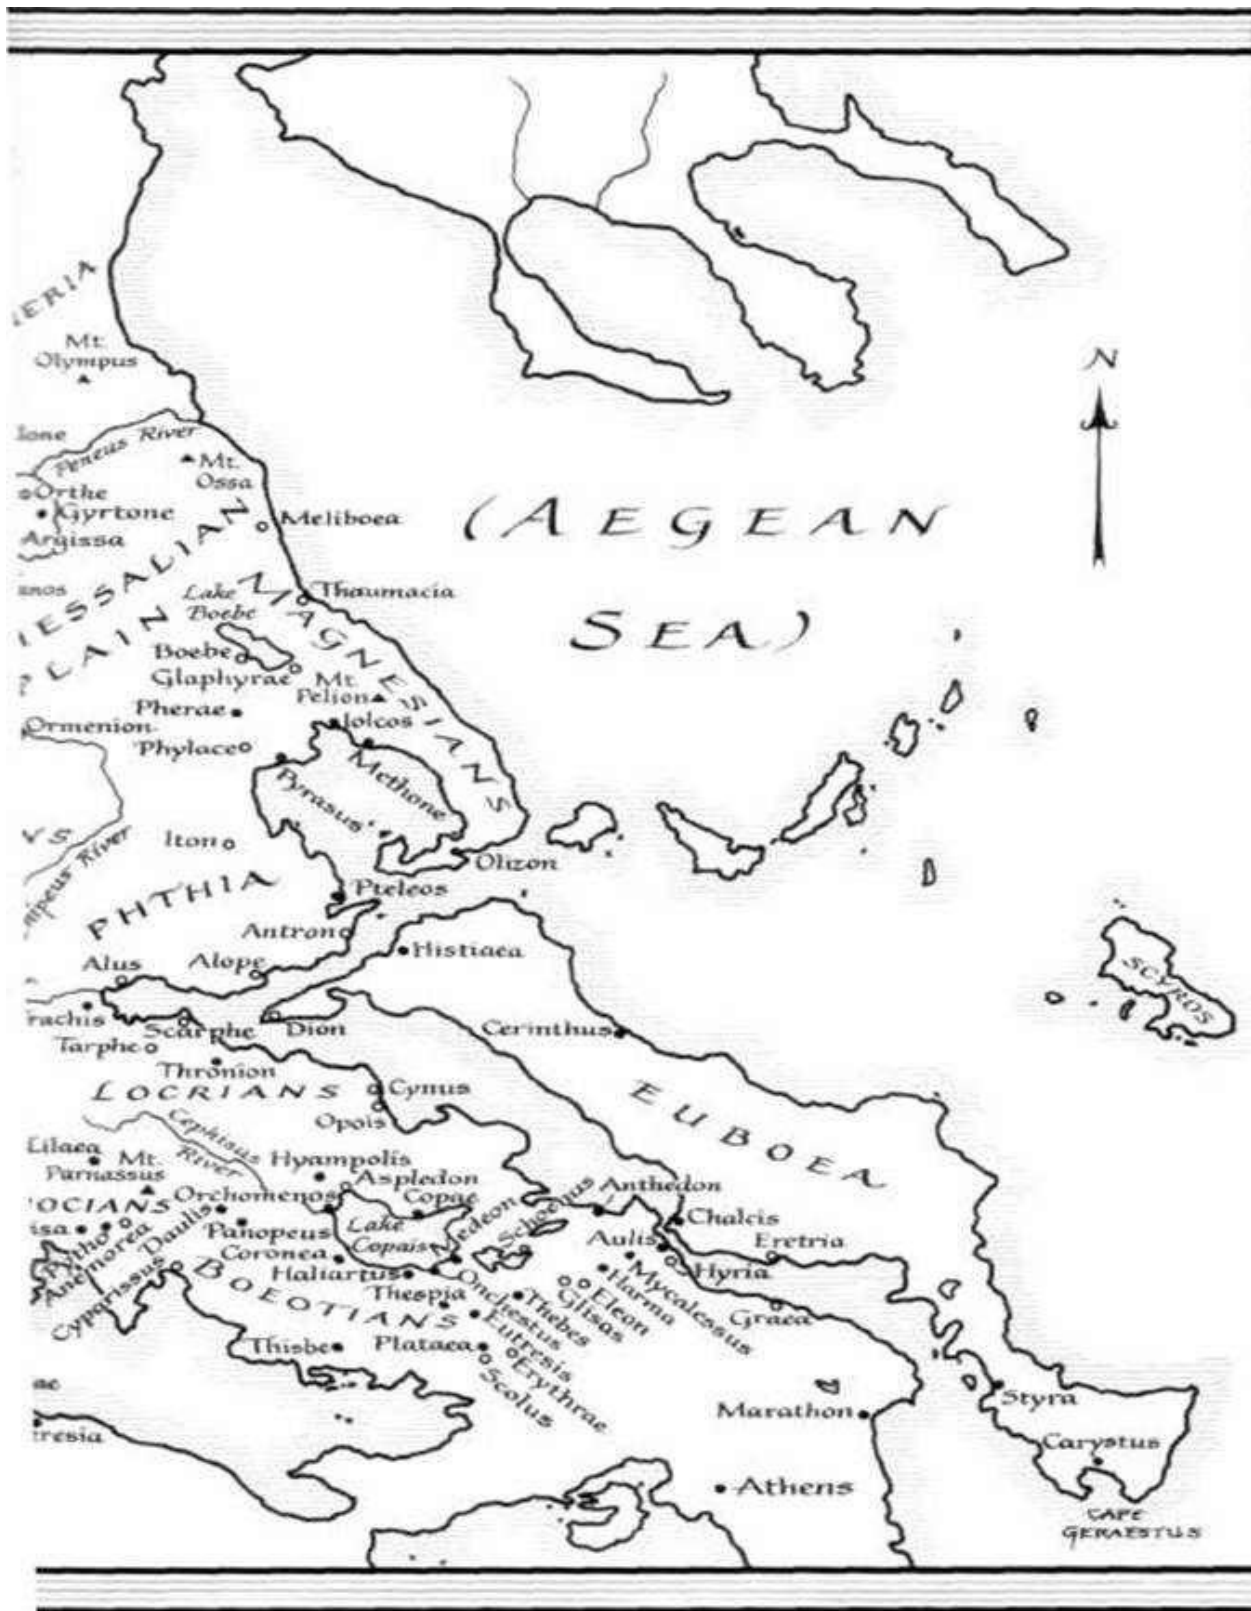 Mt.
Olympus
N
Peneus River
Mt.
Ossa
Orthe
Gyrtone
Argissa
Meliboea
(AEGEAN
SEA)
PLAIN
MAGNESIANS
Lake
Boebe
Thaumacia
Boebe
Glaphyrae
Mt.
Pelion
Pherae
Iolcos
Ormenion
Phylace
Methone
Pyrasus
Iton
Olizon
PHTHIA
Pteleos
Antron
Histiaea
Alus
Alope
SCYROS
Scarphe
Dion
Cerinthus
Tarphe
Thronion
LOCRIANS
Cynus
EUBOEA
Opois
Cephisus
River
Lilaea
Mt.
Parnassus
Hyampolis
Aspledon
Orchomenos
Copae
Medeon
Schoenus
Anthedon
Daulis
Panopeus
Lake
Copais
Chalcis
Pytho
Anemorea
Cyparissus
Coronea
Aulis
Eretria
Haliartus
Hyria
BOEOTIANS
Thespia
Onchestus
Thebes
Glisas
Eleon
Harma
Mycalessus
Graea
Thisbe
Plataea
Eutresis
Erythrae
Scolus
Marathon
Styra
Carystus
Athens
CAPE
GERAESTUS